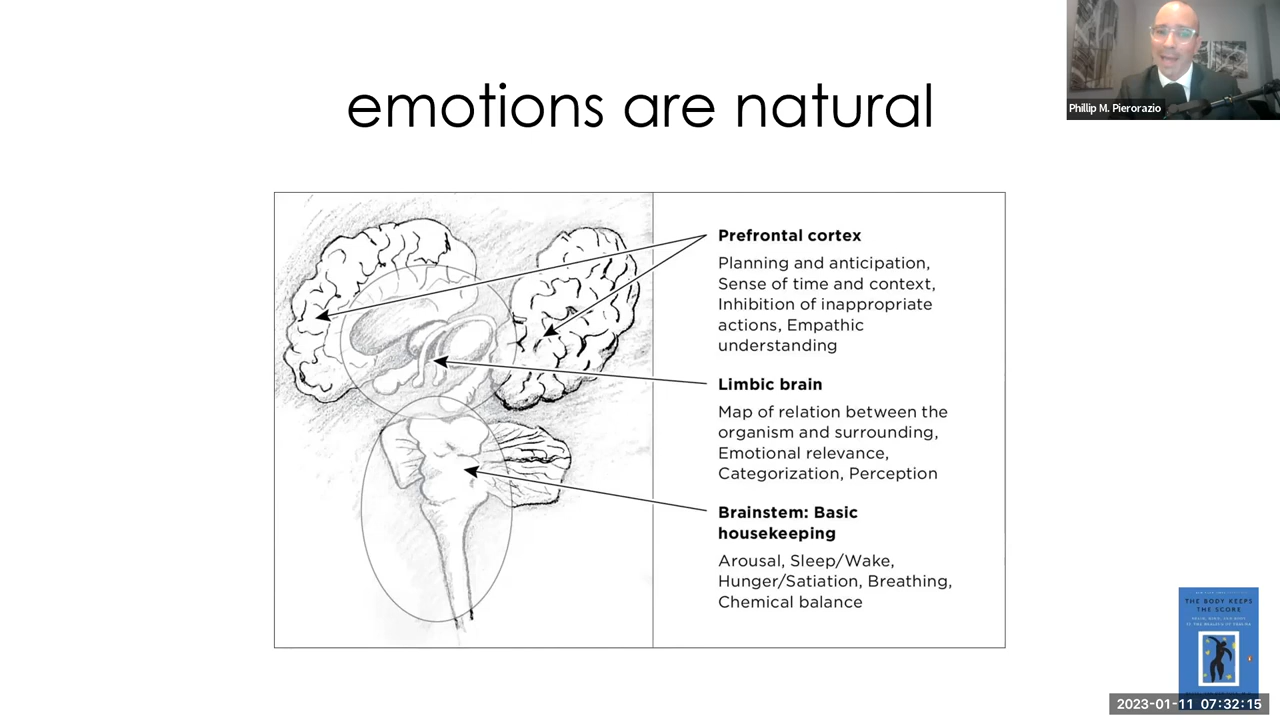 Phillip M. Pierorazio
emotions are natural
Prefrontal cortex
Planning and anticipation,
Sense of time and context,
Inhibition of inappropriate
actions, Empathic
understanding
Limbic brain
Map of relation between the
organism and surrounding,
Emotional relevance,
Categorization, Perception
Brainstem: Basic
housekeeping
Arousal, Sleep/Wake,
Hunger/Satiation, Breathing,
Chemical balance
THE BODY KEEPS
THE SCORE
2023-01-11 07:32:15